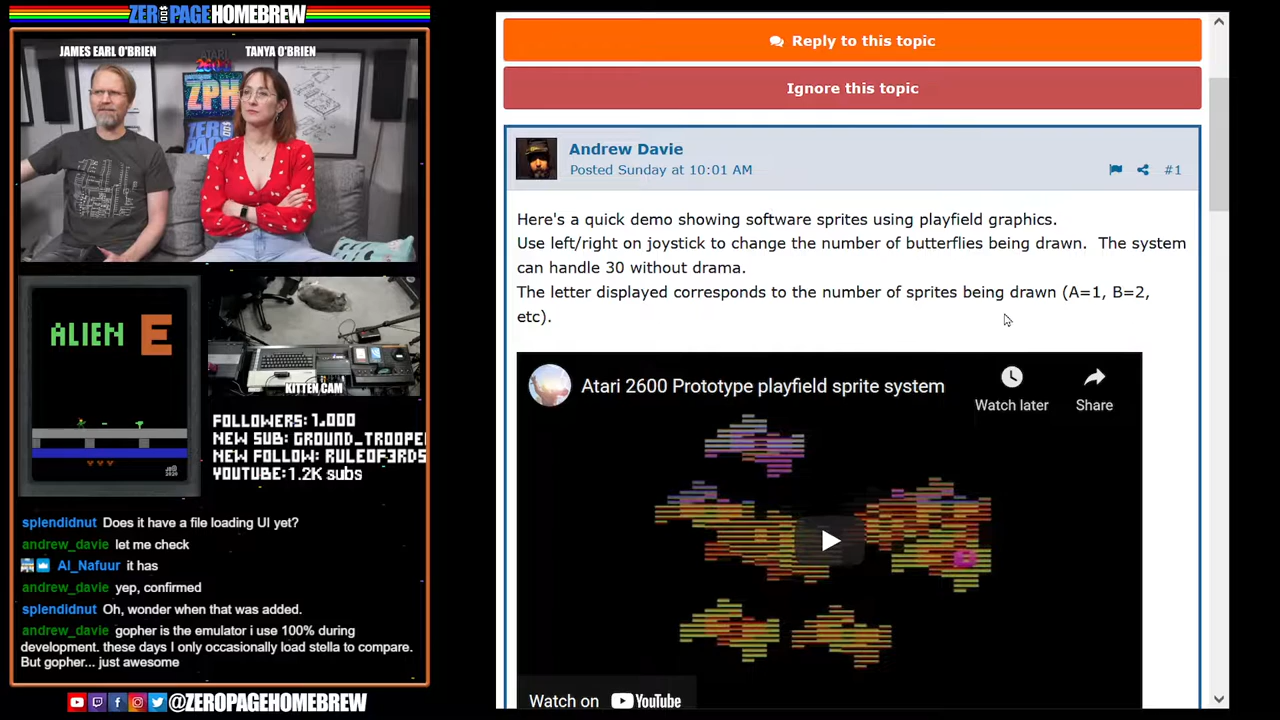 ZEROPAGEHOMEBREW
JAMES EARL O'BRIEN
TANYA O'BRIEN
ATARI
2600
ZPH
ZERO
PAGE
ALIEN E
KITTEN CAM
FOLLOWERS: 1,000
NEW SUB: GROUND_TROOPER
NEW FOLLOW: RULEOF3RDS
YOUTUBE: 1.2K subs
splendidnut Does it have a file loading UI yet?
andrew_davie let me check
Al_Nafuur it has
andrew_davie yep, confirmed
splendidnut Oh, wonder when that was added.
andrew_davie gopher is the emulator i use 100% during
development. these days I only occasionally load stella to compare.
But gopher... just awesome
@ZEROPAGEHOMEBREW
Reply to this topic
Ignore this topic
Andrew Davie
Posted Sunday at 10:01 AM
#1
Here's a quick demo showing software sprites using playfield graphics.
Use left/right on joystick to change the number of butterflies being drawn. The system
can handle 30 without drama.
The letter displayed corresponds to the number of sprites being drawn (A=1, B=2,
etc).
Atari 2600 Prototype playfield sprite system
Watch later
Share
Watch on YouTube